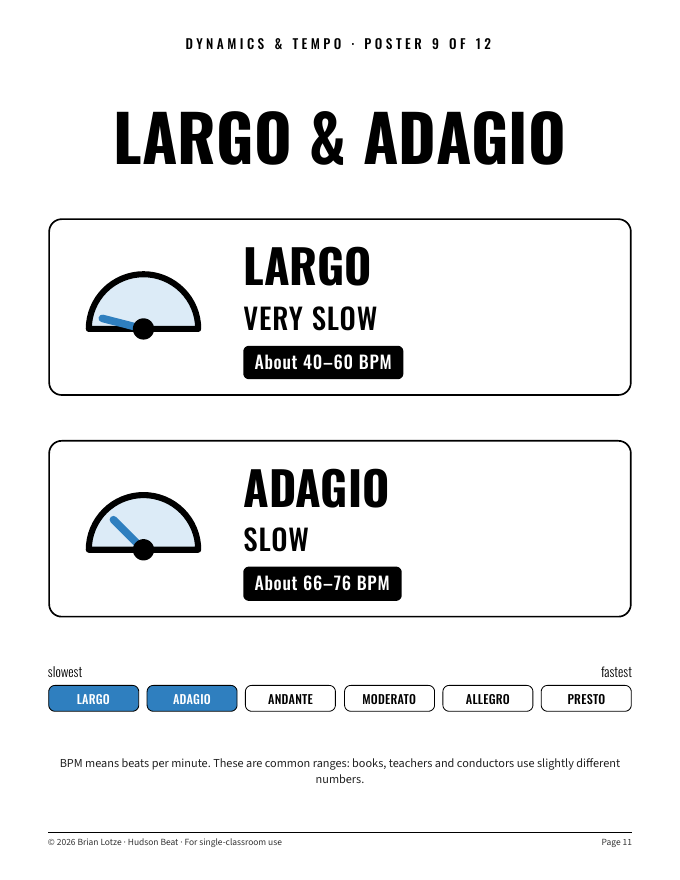 DYNAMICS & TEMPO · POSTER 9 OF 12
LARGO & ADAGIO
LARGO
VERY SLOW
About 40–60 BPM
ADAGIO
SLOW
About 66–76 BPM
slowest fastest
LARGO ADAGIO ANDANTE MODERATO ALLEGRO PRESTO
BPM means beats per minute. These are common ranges: books, teachers and conductors use slightly different
numbers.
© 2026 Brian Lotze · Hudson Beat · For single-classroom use Page 11